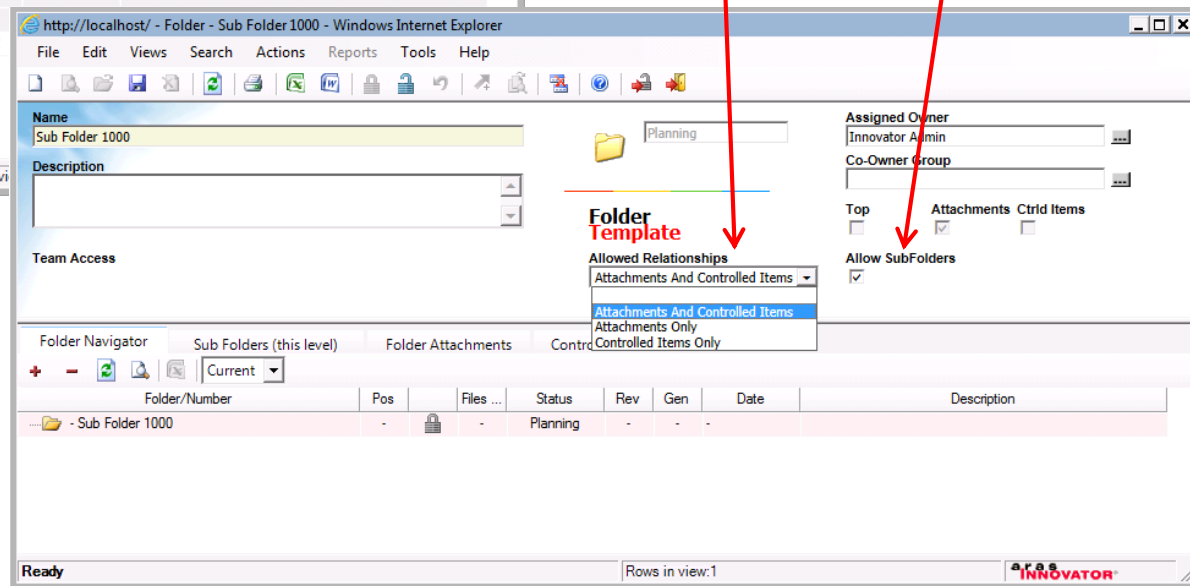 http://localhost/ - Folder - Sub Folder 1000 - Windows Internet Explorer
File Edit Views Search Actions Reports Tools Help
Name
Sub Folder 1000
Planning
Assigned Owner
Innovator Admin
...
Description
Co-Owner Group
...
vi
Folder
Template
Top Attachments Ctrld Items
Team Access
Allowed Relationships
Allow SubFolders
Attachments And Controlled Items
Attachments And Controlled Items
Attachments Only
Controlled Items Only
Folder Navigator Sub Folders (this level) Folder Attachments Contro
Current
Folder/Number Pos Files ... Status Rev Gen Date Description
- Sub Folder 1000 - - Planning - - -
Ready Rows in view:1 aras INNOVATOR